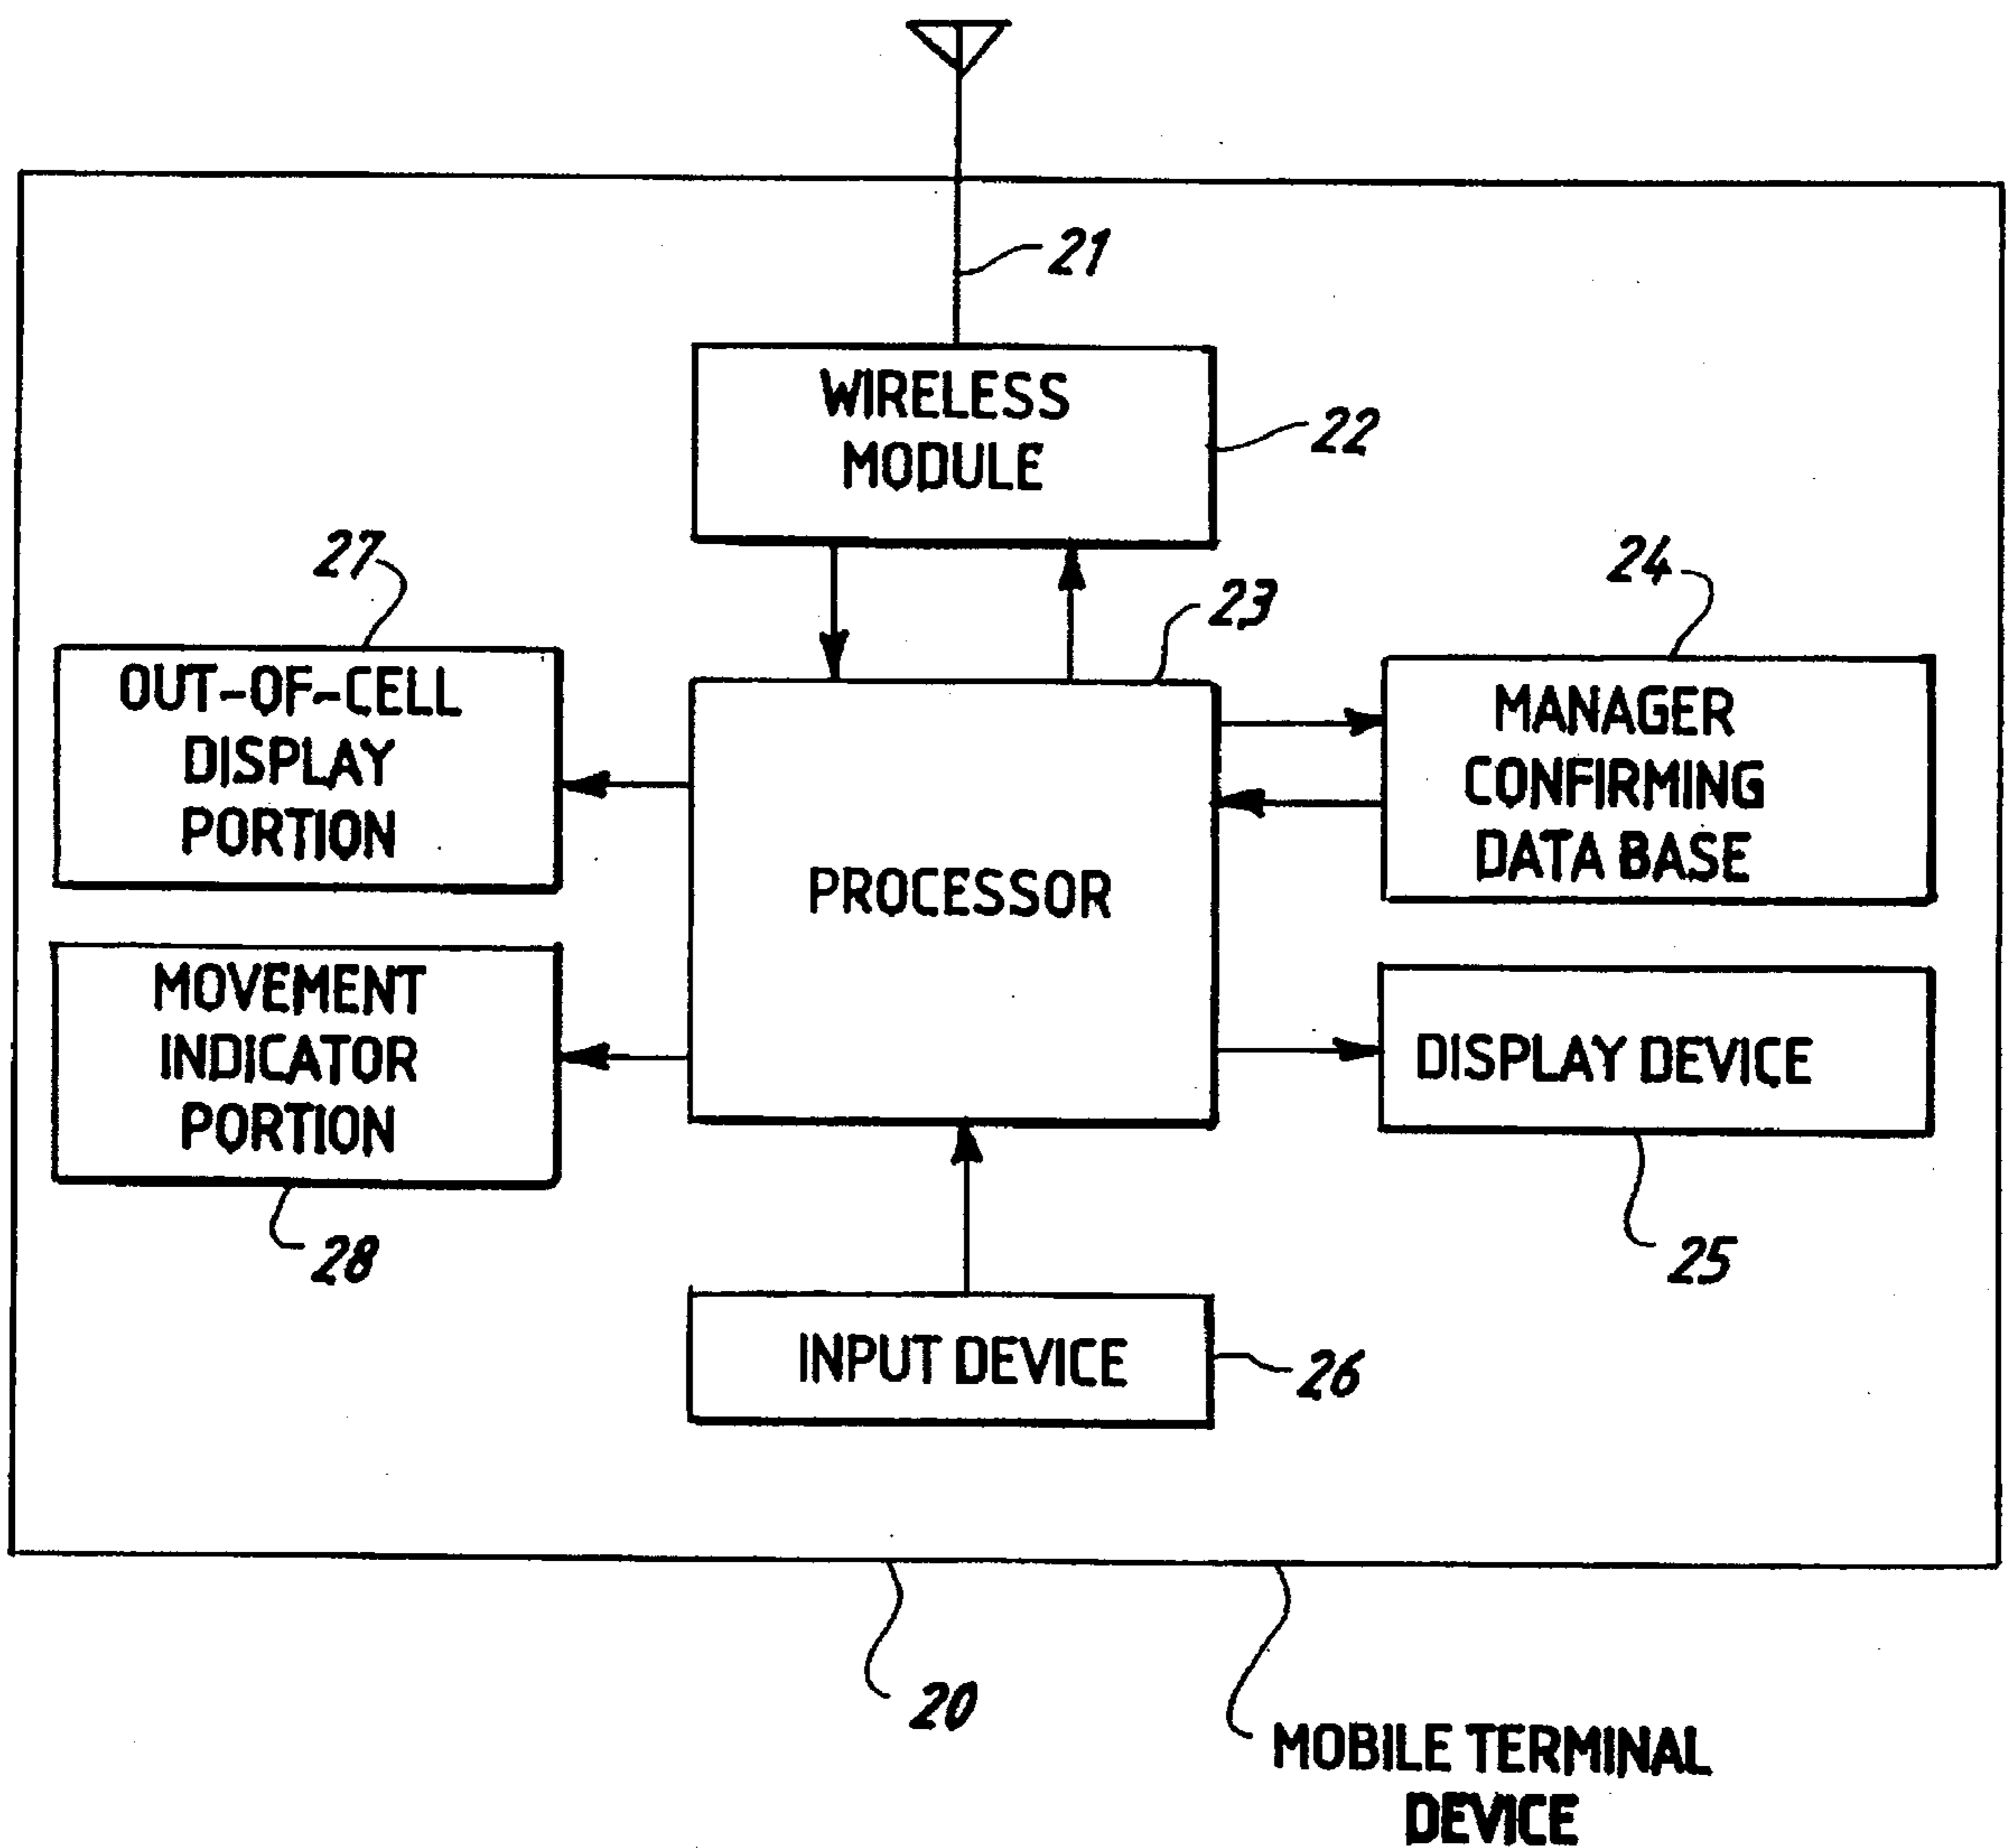 21
WIRELESS
MODULE
22
27
24
23
OUT-OF-CELL
DISPLAY
PORTION
MANAGER
CONFIRMING
DATA BASE
PROCESSOR
MOVEMENT
INDICATOR
PORTION
DISPLAY DEVICE
28
25
INPUT DEVICE
26
20
MOBILE TERMINAL
DEVICE